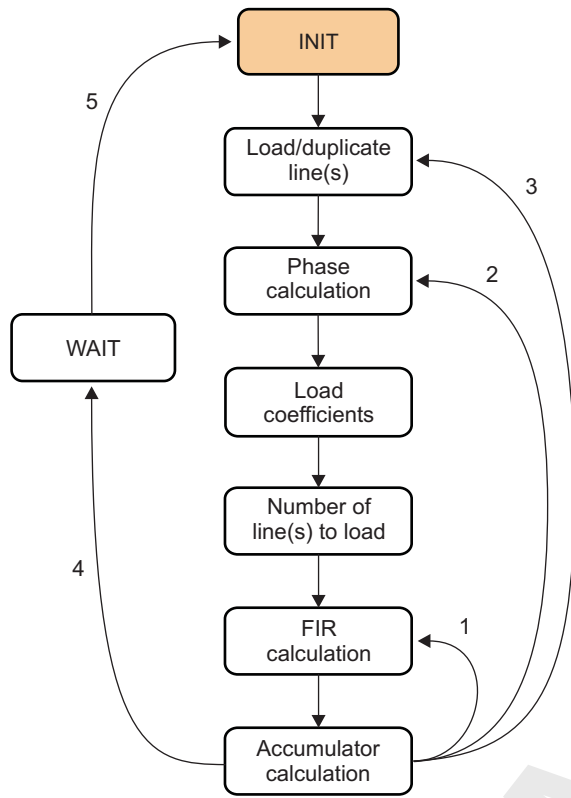 INIT
5
Load/duplicate
line(s)
3
Phase
calculation
2
WAIT
Load
coefficients
Number of
line(s) to load
4
FIR
calculation
1
Accumulator
calculation